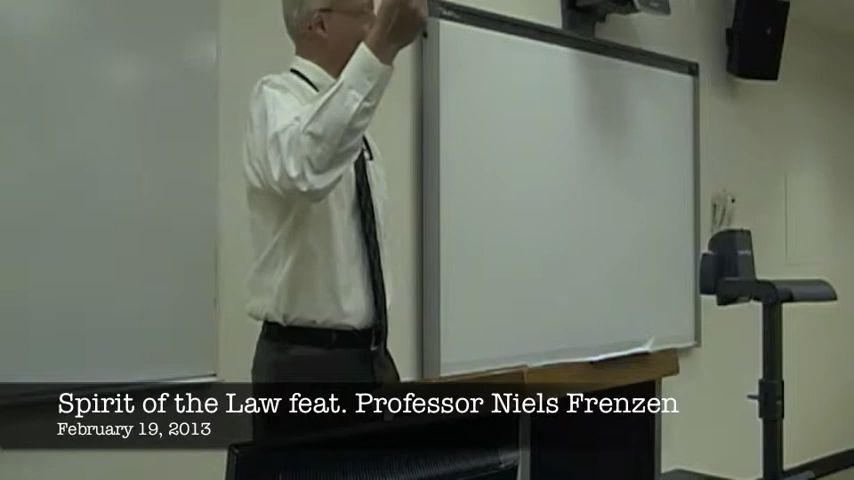 Spirit of the Law feat. Professor Niels Frenzen
February 19, 2013